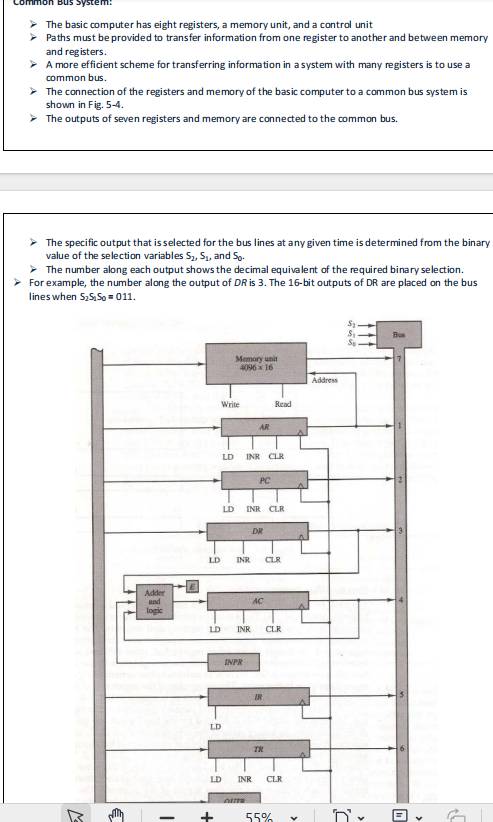 Common Bus System:
➢ The basic computer has eight registers, a memory unit, and a control unit
➢ Paths must be provided to transfer information from one register to another and between memory
and registers.
➢ A more efficient scheme for transferring information in a system with many registers is to use a
common bus.
➢ The connection of the registers and memory of the basic computer to a common bus system is
shown in Fig. 5-4.
➢ The outputs of seven registers and memory are connected to the common bus.
➢ The specific output that is selected for the bus lines at any given time is determined from the binary
value of the selection variables S₂, S₁, and S₀.
➢ The number along each output shows the decimal equivalent of the required binary selection.
➢ For example, the number along the output of DR is 3. The 16-bit outputs of DR are placed on the bus
lines when S₂S₁S₀ = 011.
S₂
S₁
S₀
Bus
Memory unit
4096 × 16
7
Address
Write Read
AR
1
LD INR CLR
PC
2
LD INR CLR
DR
3
LD INR CLR
E
Adder
and
logic
AC
4
LD INR CLR
INPR
IR
5
LD
TR
6
LD INR CLR
OUTR
55%